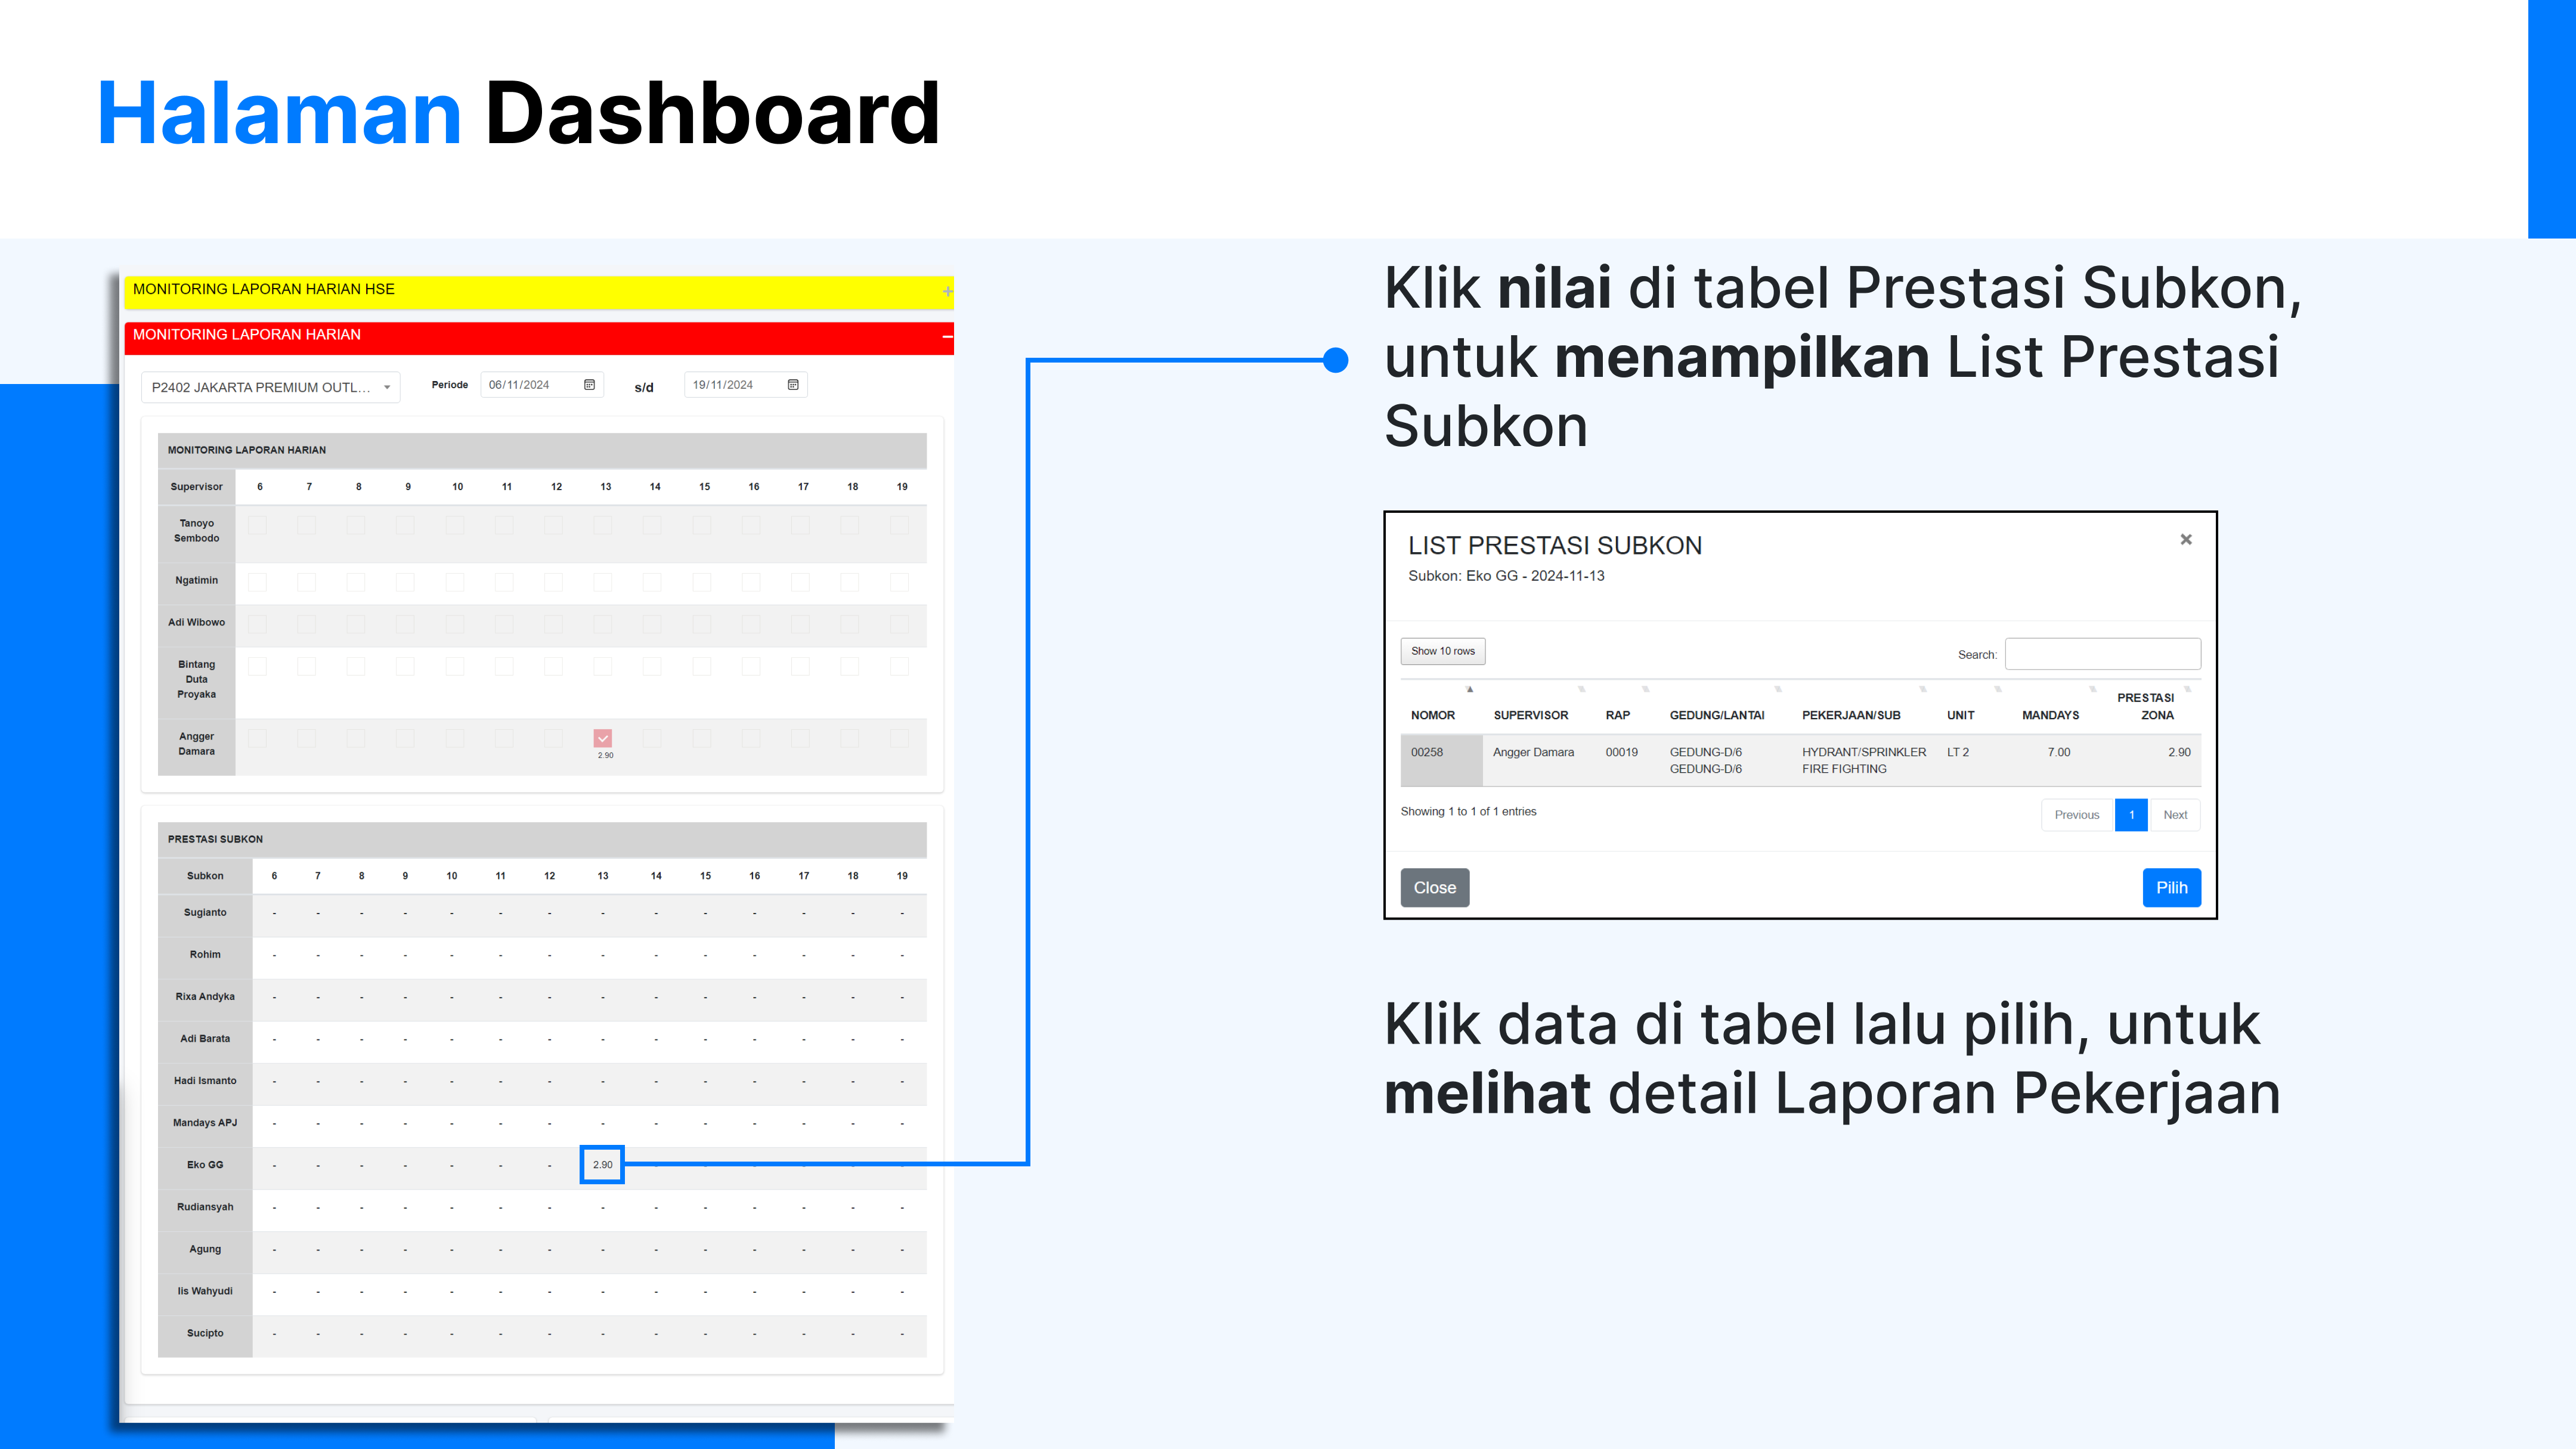 Halaman Dashboard
MONITORING LAPORAN HARIAN HSE
MONITORING LAPORAN HARIAN
P2402 JAKARTA PREMIUM OUTL... Periode 06/11/2024 s/d 19/11/2024
MONITORING LAPORAN HARIAN
Supervisor 6 7 8 9 10 11 12 13 14 15 16 17 18 19
Tanoyo
Sembodo
Ngatimin
Adi Wibowo
Bintang
Duta
Proyaka
Angger
Damara
2.90
PRESTASI SUBKON
Subkon 6 7 8 9 10 11 12 13 14 15 16 17 18 19
Sugianto - - - - - - - - - - - - - -
Rohim - - - - - - - - - - - - - -
Rixa Andyka - - - - - - - - - - - - - -
Adi Barata - - - - - - - - - - - - - -
Hadi Ismanto - - - - - - - - - - - - - -
Mandays APJ - - - - - - - - - - - - - -
Eko GG - - - - - - - 2.90
Rudiansyah - - - - - - - - - - - - - -
Agung - - - - - - - - - - - - - -
Iis Wahyudi - - - - - - - - - - - - - -
Sucipto - - - - - - - - - - - - - -
Klik nilai di tabel Prestasi Subkon,
untuk menampilkan List Prestasi
Subkon
LIST PRESTASI SUBKON ×
Subkon: Eko GG - 2024-11-13
Show 10 rows Search:
NOMOR SUPERVISOR RAP GEDUNG/LANTAI PEKERJAAN/SUB UNIT MANDAYS PRESTASI ZONA
00258 Angger Damara 00019 GEDUNG-D/6 HYDRANT/SPRINKLER LT 2 7.00 2.90
GEDUNG-D/6 FIRE FIGHTING
Showing 1 to 1 of 1 entries Previous 1 Next
Close Pilih
Klik data di tabel lalu pilih, untuk
melihat detail Laporan Pekerjaan